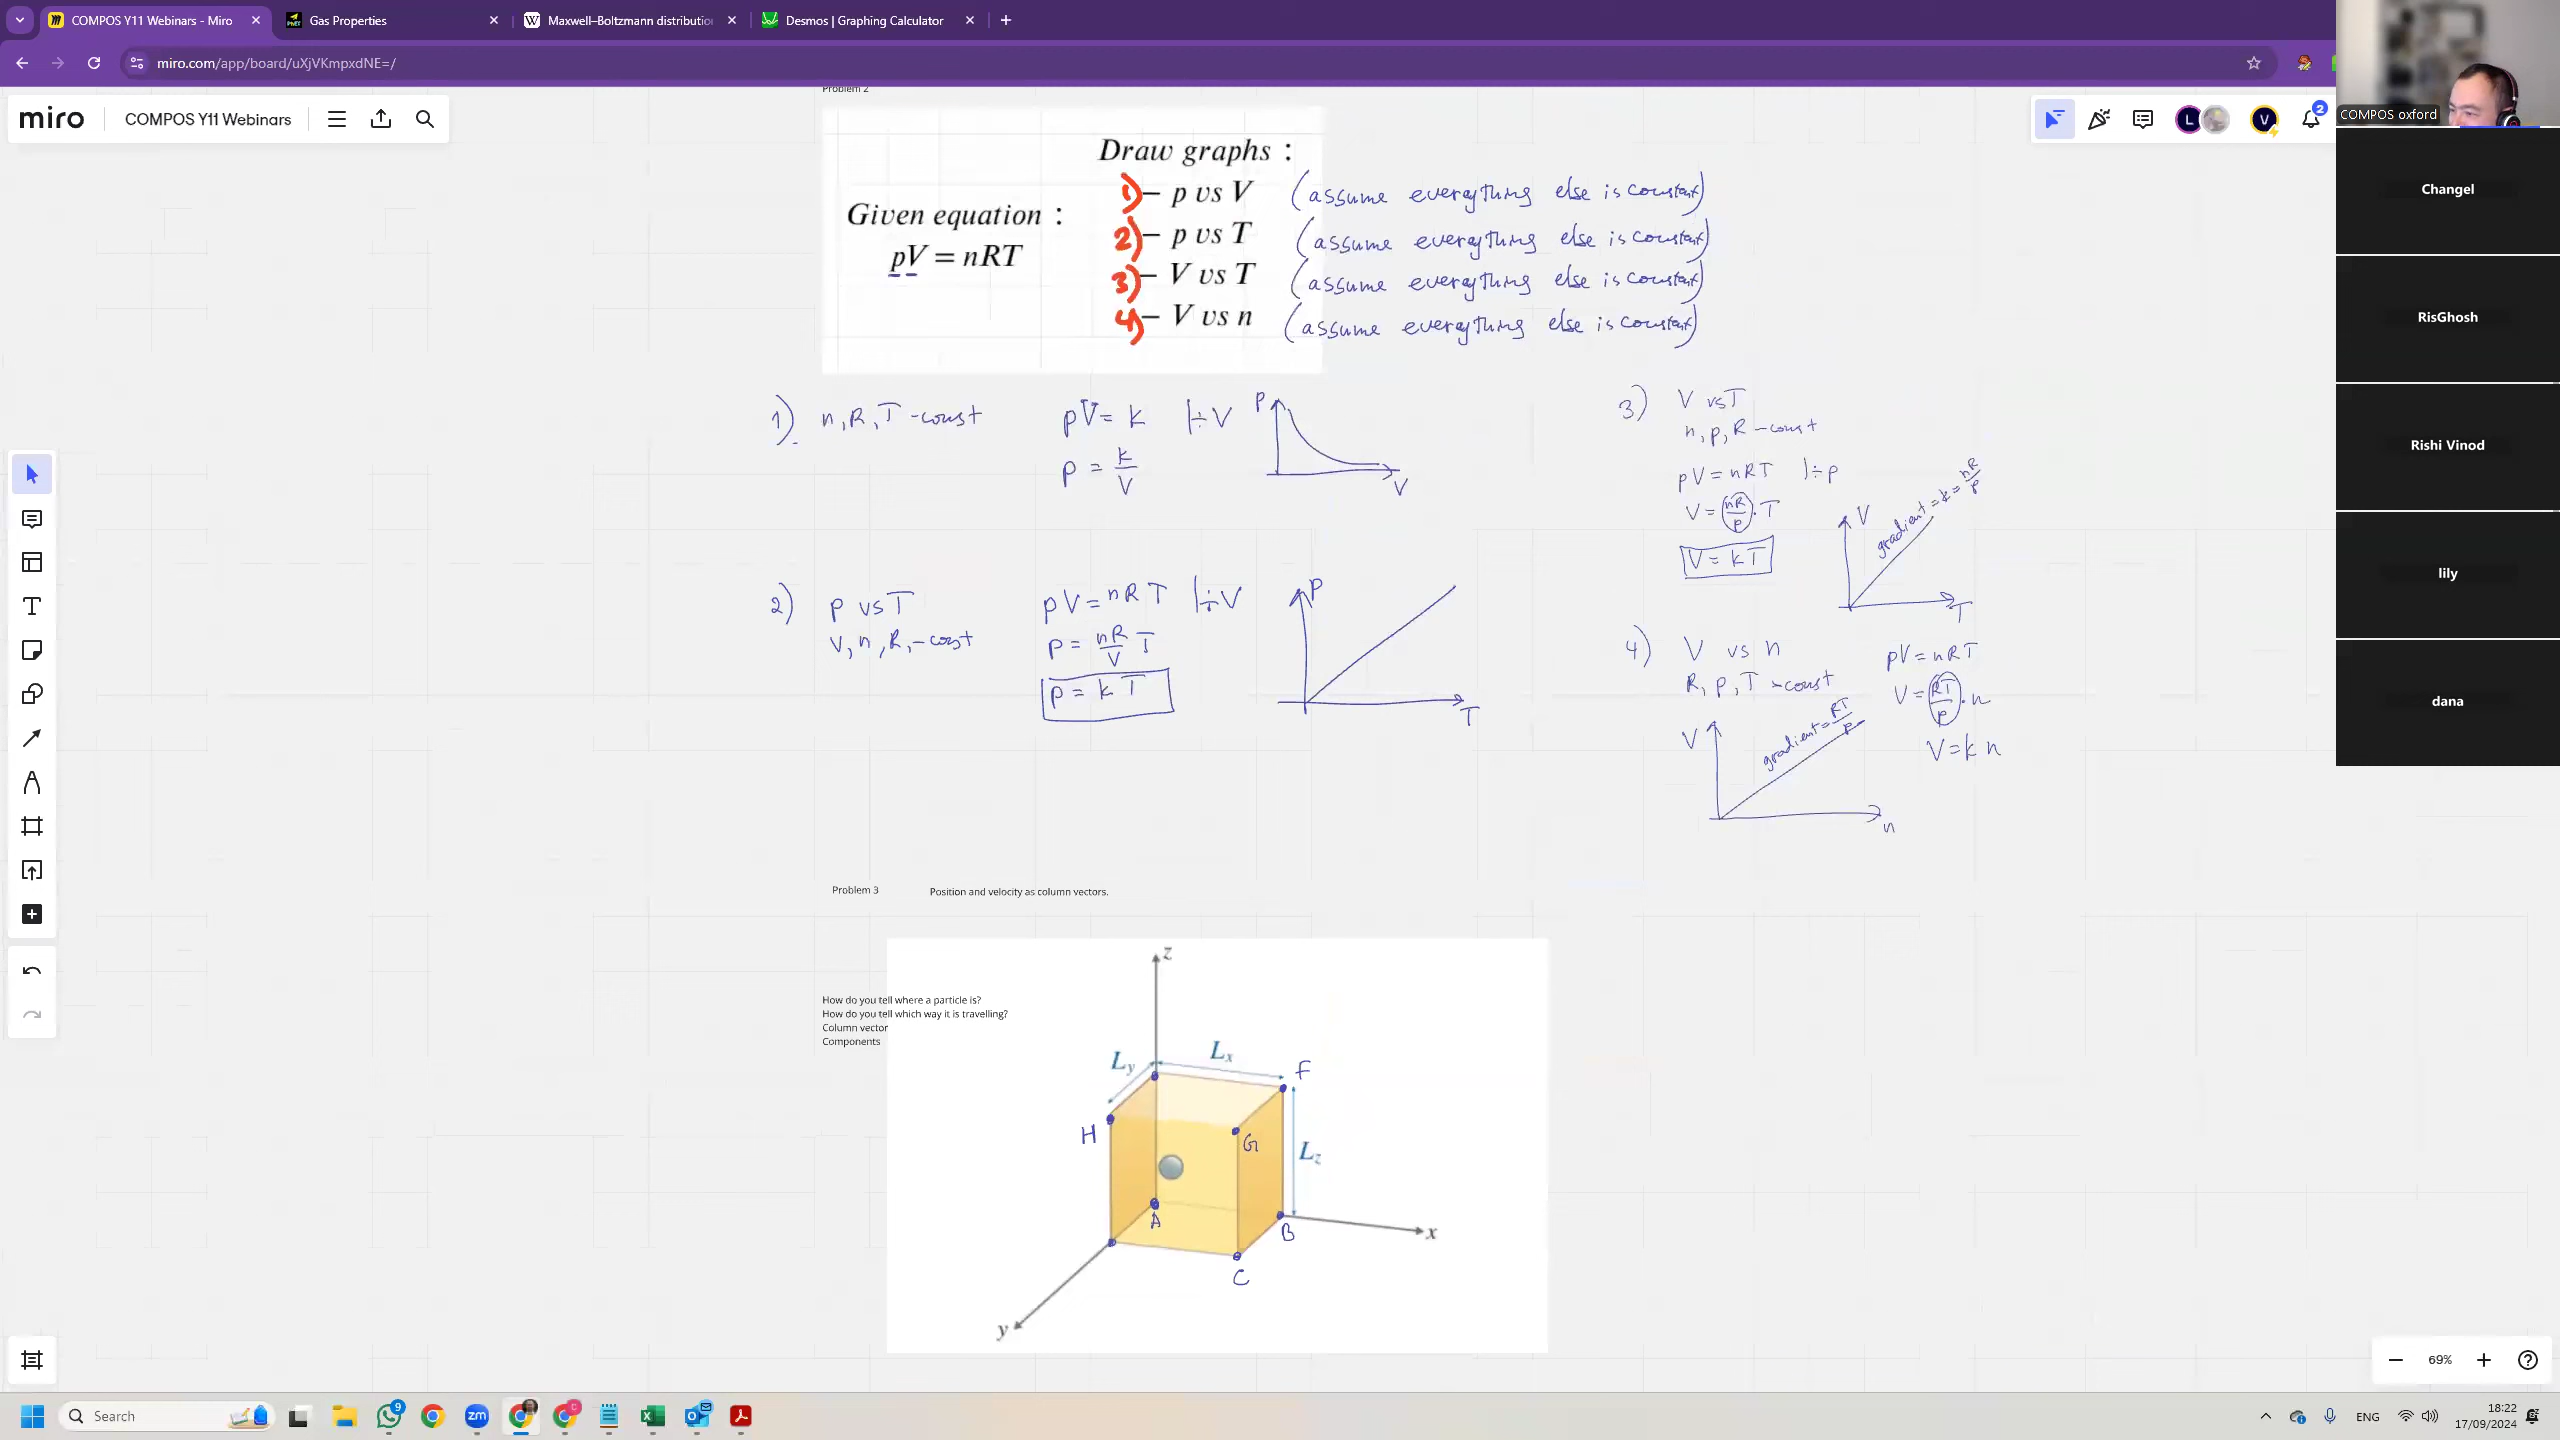 COMPOS Y11 Webinars - Miro
Gas Properties
Maxwell–Boltzmann distributio
Desmos | Graphing Calculator
miro.com/app/board/uXjVKmpxdNE=/
miro
COMPOS Y11 Webinars
L
V
2
COMPOS oxford
Changel
RisGhosh
Rishi Vinod
lily
dana
Problem 2
Given equation :
pV = nRT
Draw graphs :
1) – p vs V (assume everything else is constant)
2) – p vs T (assume everything else is constant)
3) – V vs T (assume everything else is constant)
4) – V vs n (assume everything else is constant)
1) n, R, T - const
pV = k |÷V
p = k/V
P
V
2) p vs T
V, n, R, - const
pV = nRT |÷V
p = nR/V T
p = kT
P
T
3) V vs T
n, p, R - const
pV = nRT |÷p
V = nR/p · T
V = kT
V
gradient = k = nR/p
T
4) V vs n
R, p, T - const
pV = nRT
V = RT/p · n
V = k n
V
gradient = RT/p
n
Problem 3
Position and velocity as column vectors.
How do you tell where a particle is?
How do you tell which way it is travelling?
Column vector
Components
z
Ly
Lx
F
H
G
Lz
A
B
x
C
y
69%
Search
9
zm
ENG
18:22
17/09/2024